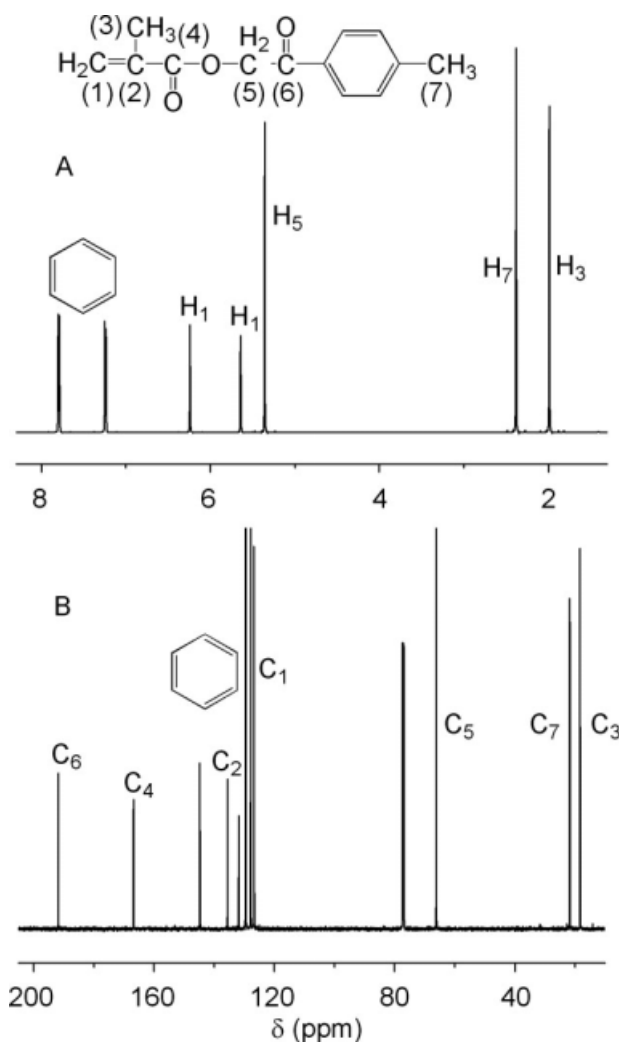 (3) CH₃ (4) H₂ O
H₂C=C−C−O−C−C− −CH₃
(1) (2) O (5) (6) (7)
A
H₅
H₇
H₃
H₁
H₁
8 6 4 2
B
C₁
C₆
C₄
C₂
C₅
C₇
C₃
200 160 120 80 40
δ (ppm)